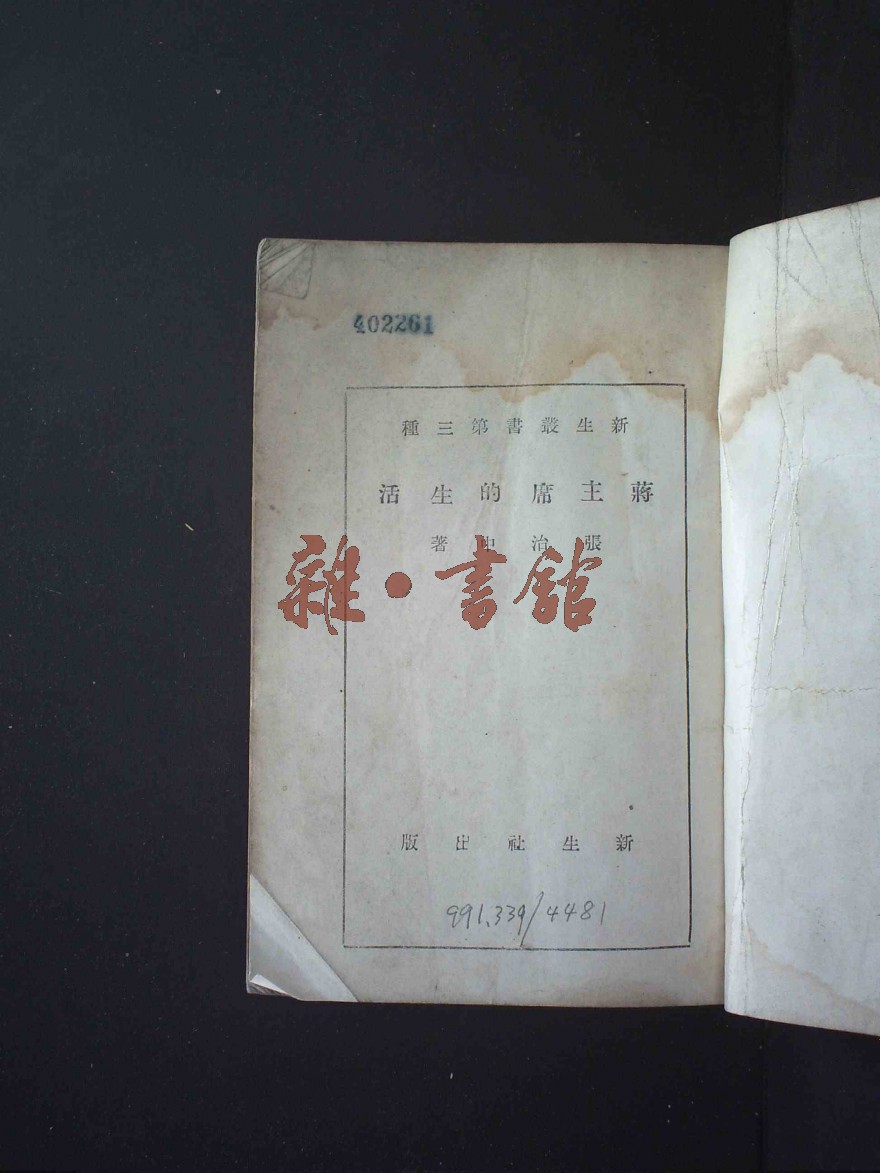 402261
新生叢書第三種
蔣主席的生活
張治中著
雜·書館
新生社出版
991.339/4481